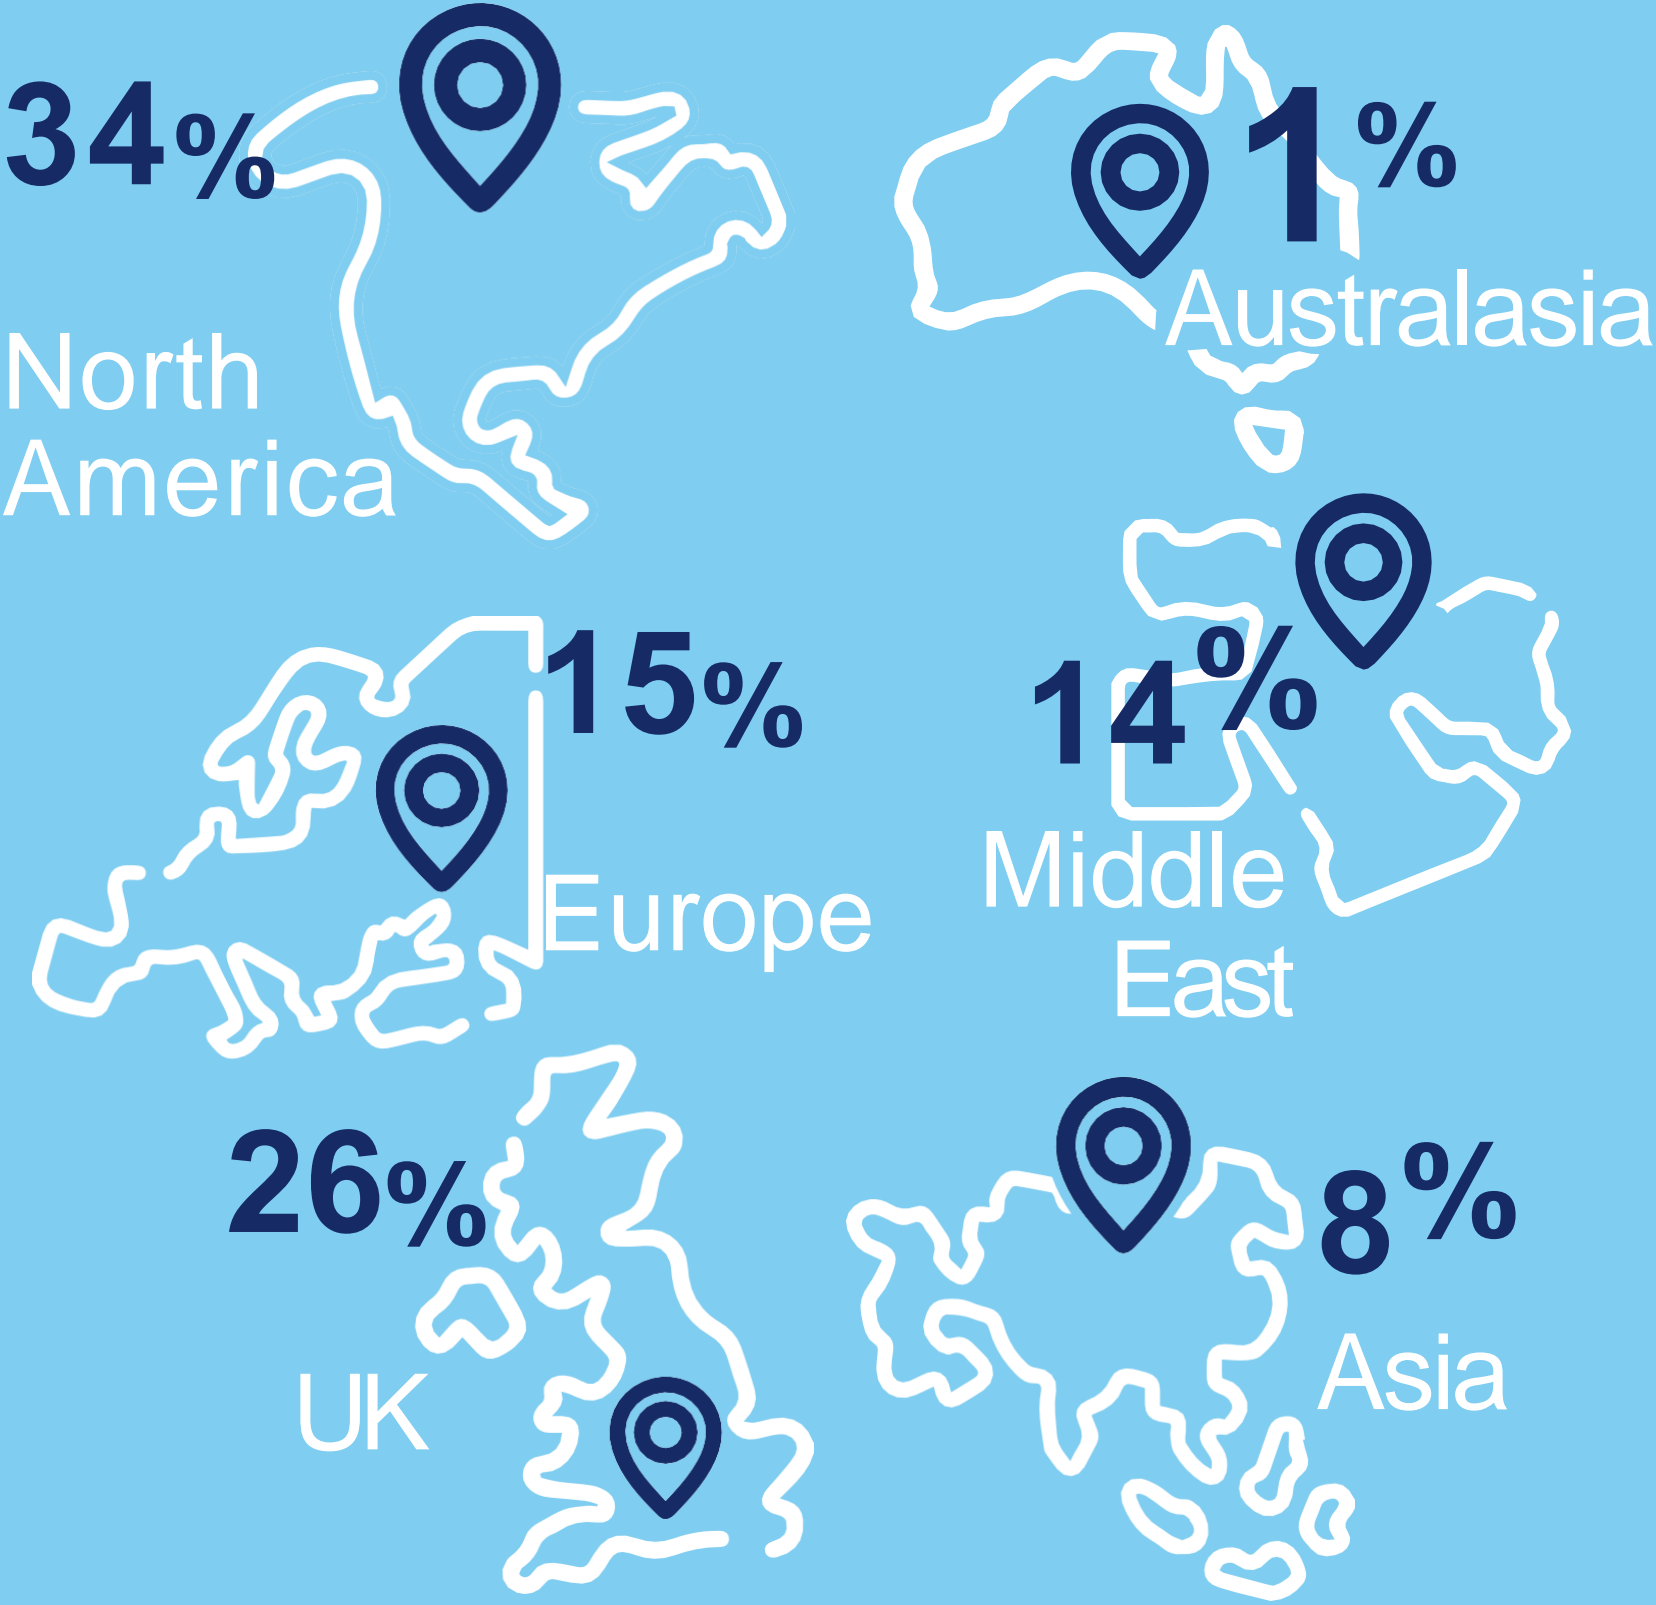 34%
North
America
1%
Australasia
15%
Europe
14%
Middle
East
26%
UK
8%
Asia